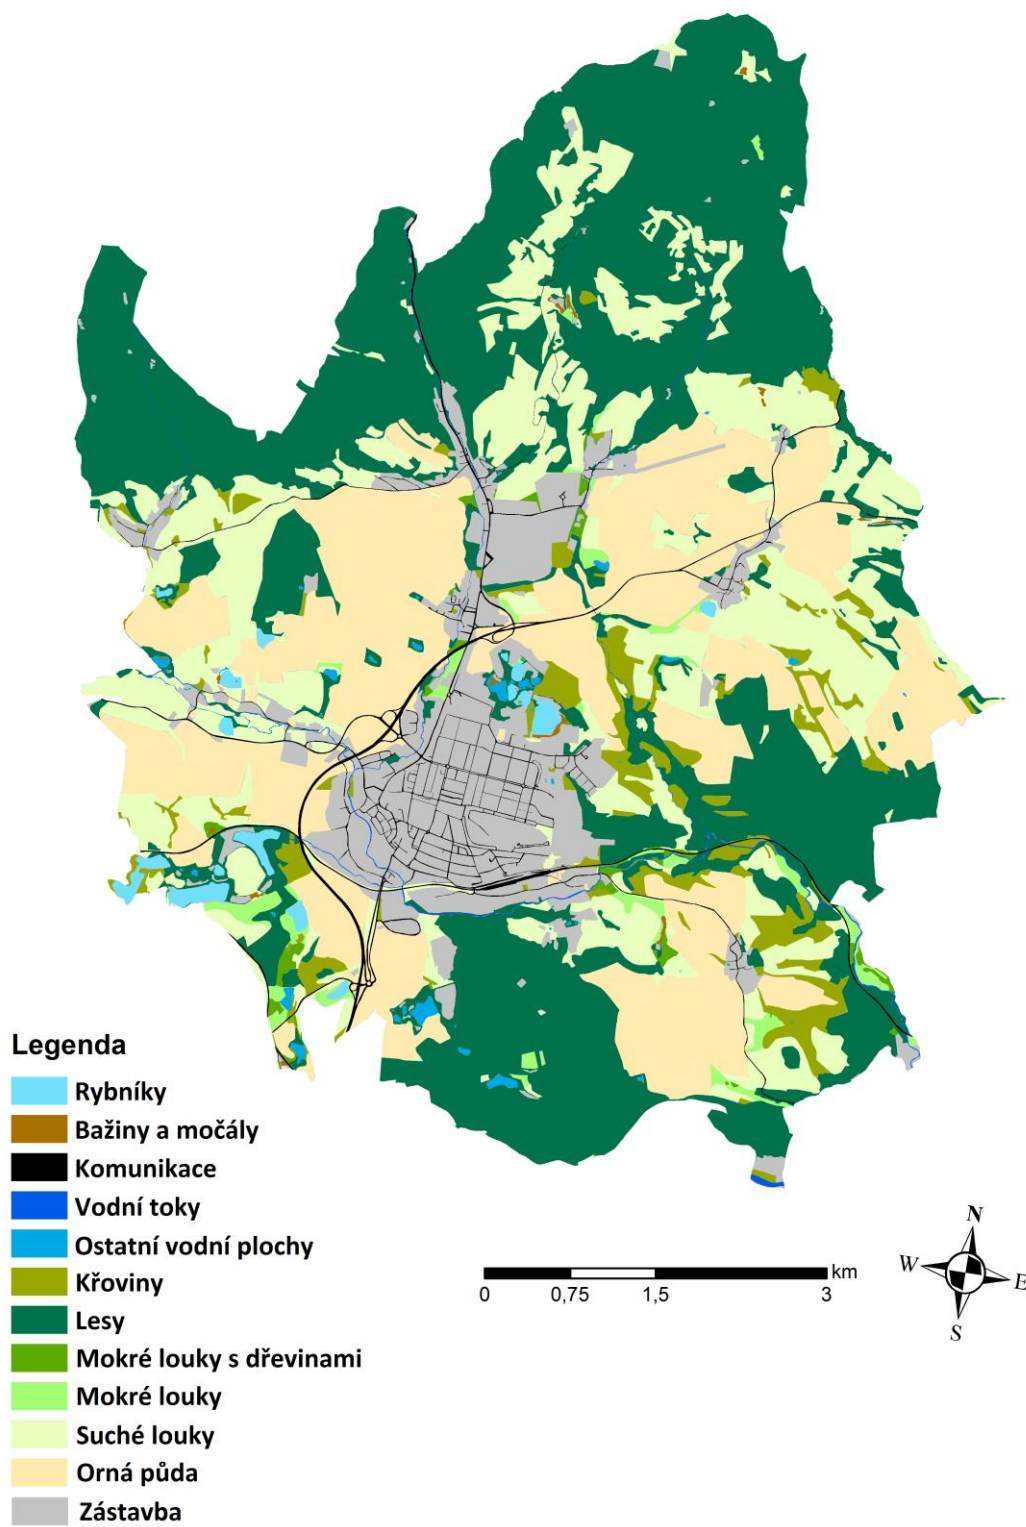 Legenda
Rybníky
Bažiny a močály
Komunikace
Vodní toky
Ostatní vodní plochy
Křoviny
Lesy
Mokré louky s dřevinami
Mokré louky
Suché louky
Orná půda
Zástavba
km
0 0,75 1,5 3
N
W E
S